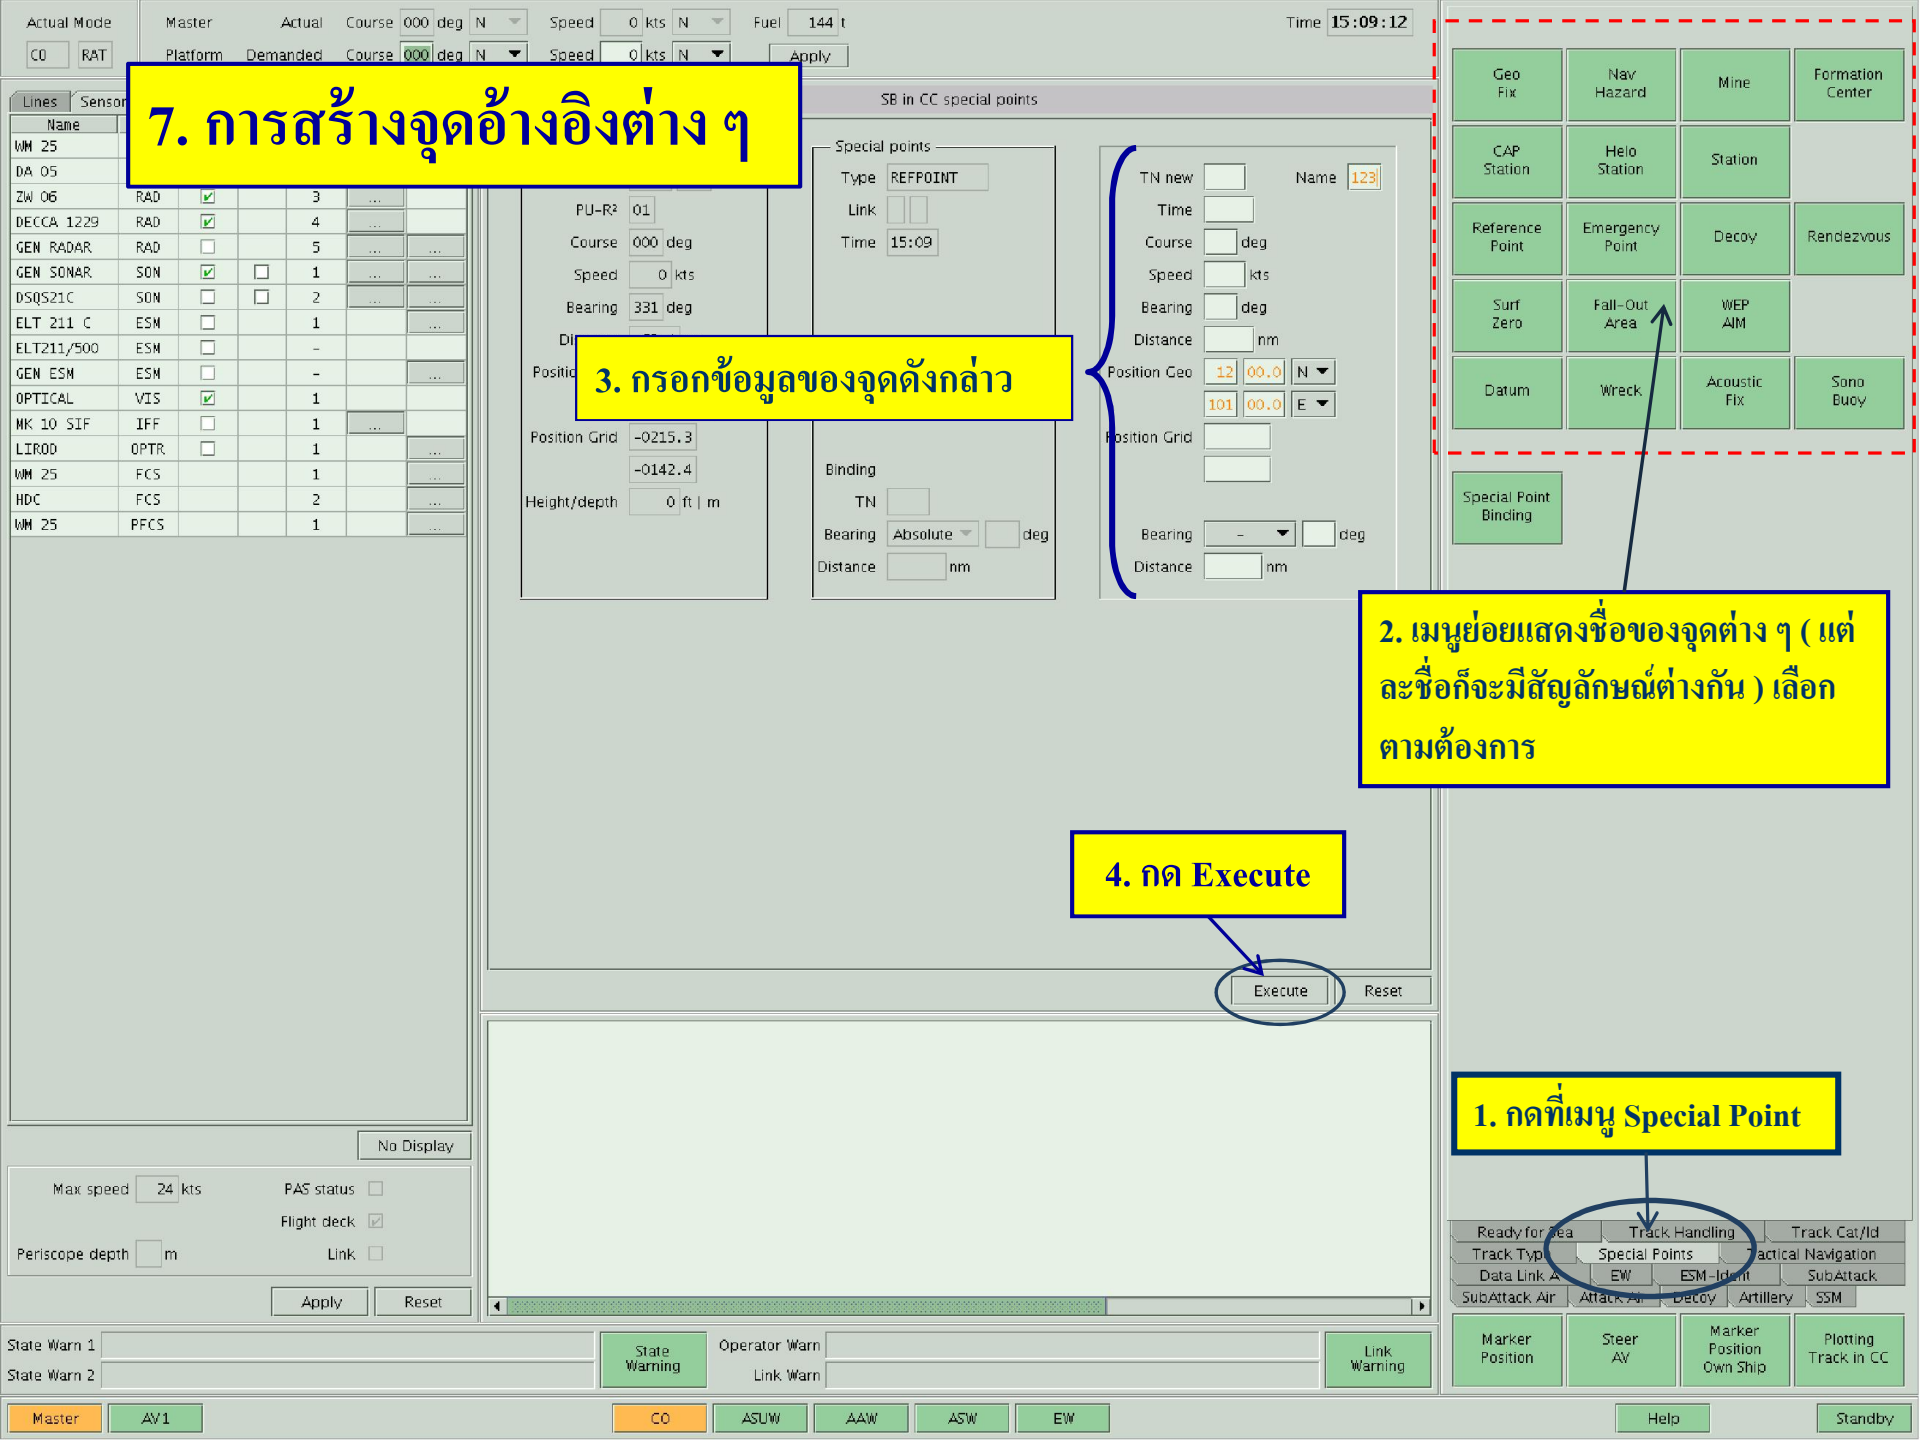 Actual Mode
C0 RAT
Master Actual Course 000 deg N Speed 0 kts N Fuel 144 t
Platform Demanded Course 000 deg N Speed 0 kts N Apply
Time 15:09:12
7. การสร้างจุดอ้างอิงต่าง ๆ
SB in CC special points
Lines
Name
WM 25
DA 05
ZW 06 RAD 3 ...
DECCA 1229 RAD 4 ...
GEN RADAR RAD 5 ... ...
GEN SONAR SON 1 ... ...
DSQS21C SON 2 ... ...
ELT 211 C ESM 1 ...
ELT211/500 ESM -
GEN ESM ESM - ...
OPTICAL VIS 1
MK 10 SIF IFF 1 ...
LIROD OPTR 1 ...
WM 25 FCS 1 ...
HDC FCS 2 ...
WM 25 PFCS 1 ...
No Display
Max speed 24 kts PAS status
Flight deck
Periscope depth m Link
Apply Reset
PU-R² 01
Course 000 deg
Speed 0 kts
Bearing 331 deg
Position Grid -0215.3
-0142.4
Height/depth 0 ft | m
Special points
Type REFPOINT
Link
Time 15:09
Binding
TN
Bearing Absolute deg
Distance nm
TN new Name 123
Time
Course deg
Speed kts
Bearing deg
Distance nm
Position Geo 12 00.0 N
101 00.0 E
Position Grid
Bearing - deg
Distance nm
3. กรอกข้อมูลของจุดดังกล่าว
4. กด Execute
Execute Reset
Geo Fix
Nav Hazard
Mine
Formation Center
CAP Station
Helo Station
Station
Reference Point
Emergency Point
Decoy
Rendezvous
Surf Zero
Fall-Out Area
WEP AIM
Datum
Wreck
Acoustic Fix
Sono Buoy
Special Point Binding
2. เมนูย่อยแสดงชื่อของจุดต่าง ๆ ( แต่
ละชื่อก็จะมีสัญลักษณ์ต่างกัน ) เลือก
ตามต้องการ
1. กดที่เมนู Special Point
Ready for Sea Track Handling Track Cat/Id
Track Type Special Points Tactical Navigation
Data Link A EW ESM-Ident SubAttack
SubAttack Air Attack Air Decoy Artillery SSM
Marker Position
Steer AV
Marker Position Own Ship
Plotting Track in CC
State Warn 1
State Warn 2
State Warning
Operator Warn
Link Warn
Link Warning
Master AV1 CO ASUW AAW ASW EW Help Standby